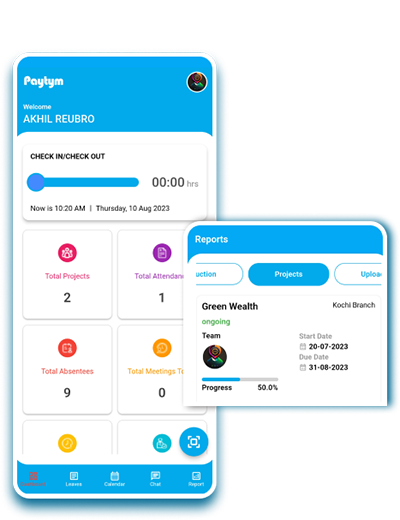 Paytym
Welcome
AKHIL REUBRO
CHECK IN/CHECK OUT
00:00 hrs
Now is 10:20 AM | Thursday, 10 Aug 2023
Total Projects
2
Total Attendan
1
Total Absentees
9
Total Meetings To
0
Leaves
Calendar
Chat
Report
Reports
uction
Projects
Uploa
Green Wealth
Kochi Branch
ongoing
Team
Start Date
20-07-2023
Due Date
31-08-2023
Progress
50.0%